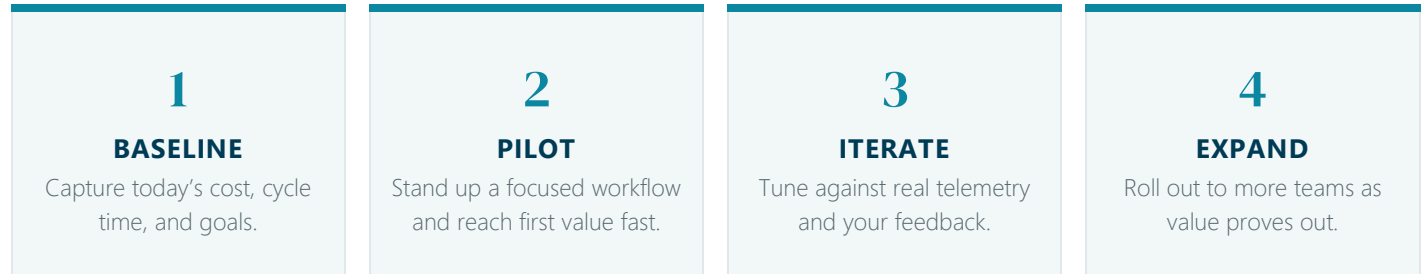 1
BASELINE
Capture today’s cost, cycle
time, and goals.
2
PILOT
Stand up a focused workflow
and reach first value fast.
3
ITERATE
Tune against real telemetry
and your feedback.
4
EXPAND
Roll out to more teams as
value proves out.